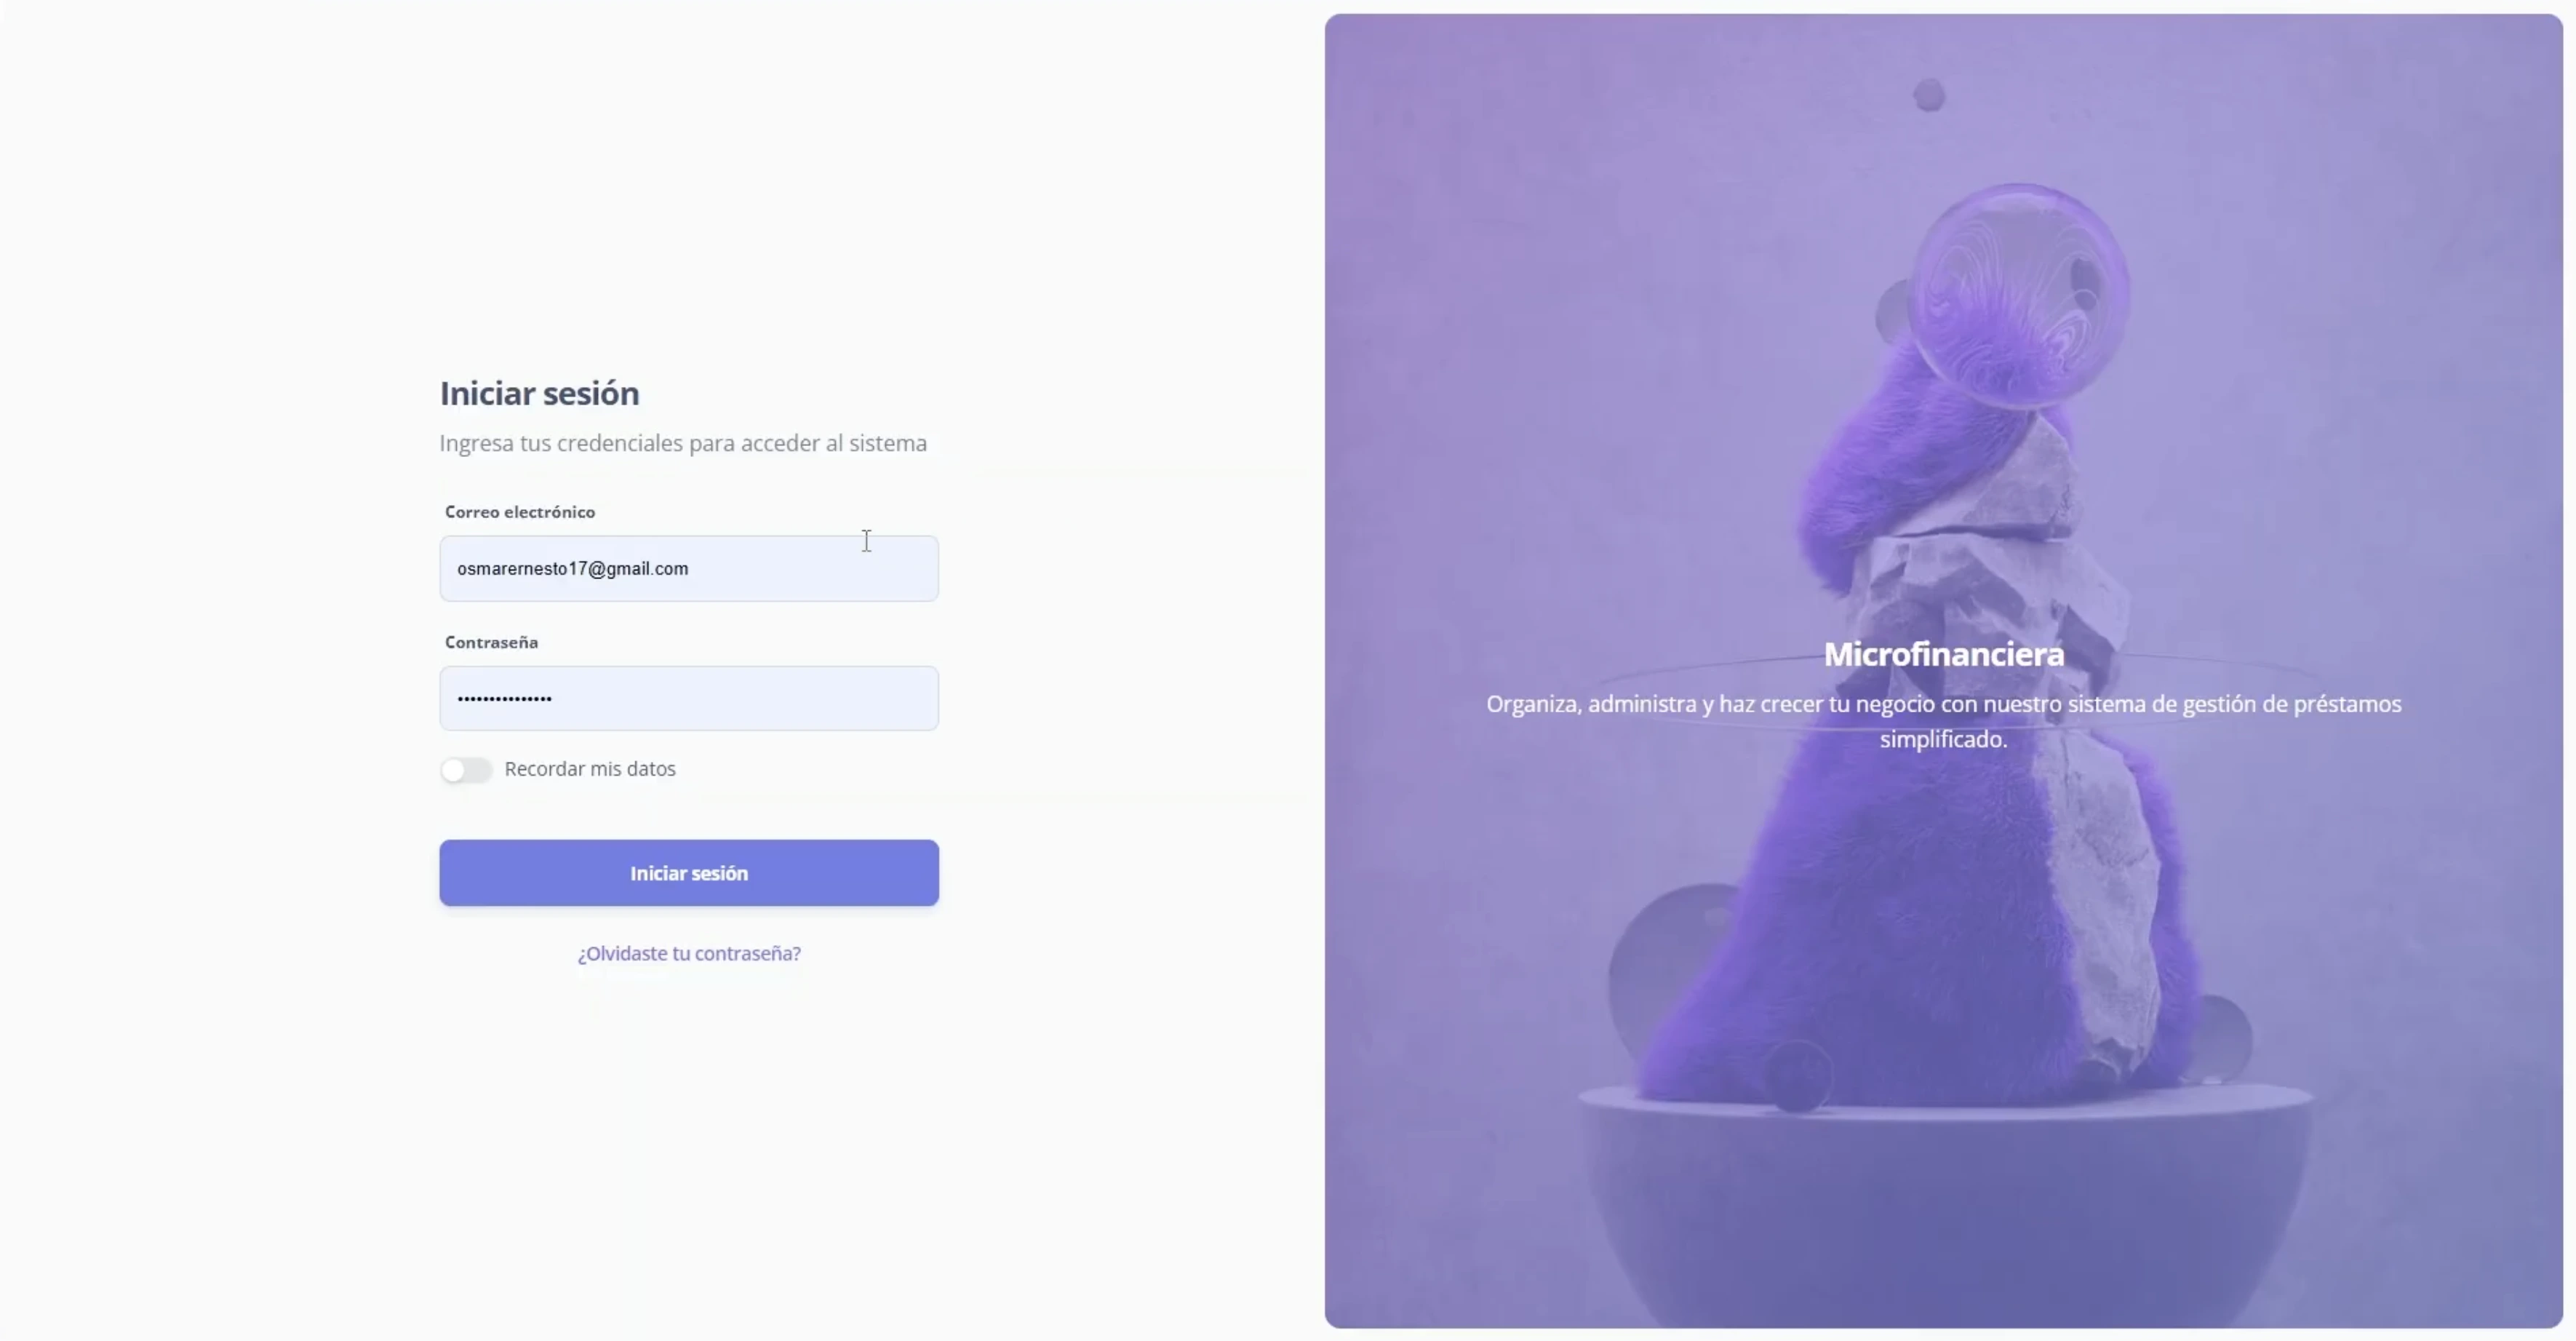 Iniciar sesión
Ingresa tus credenciales para acceder al sistema
Correo electrónico
osmarernesto17@gmail.com
Contraseña
•••••••••••••••
Recordar mis datos
Iniciar sesión
¿Olvidaste tu contraseña?
Microfinanciera
Organiza, administra y haz crecer tu negocio con nuestro sistema de gestión de préstamos
simplificado.